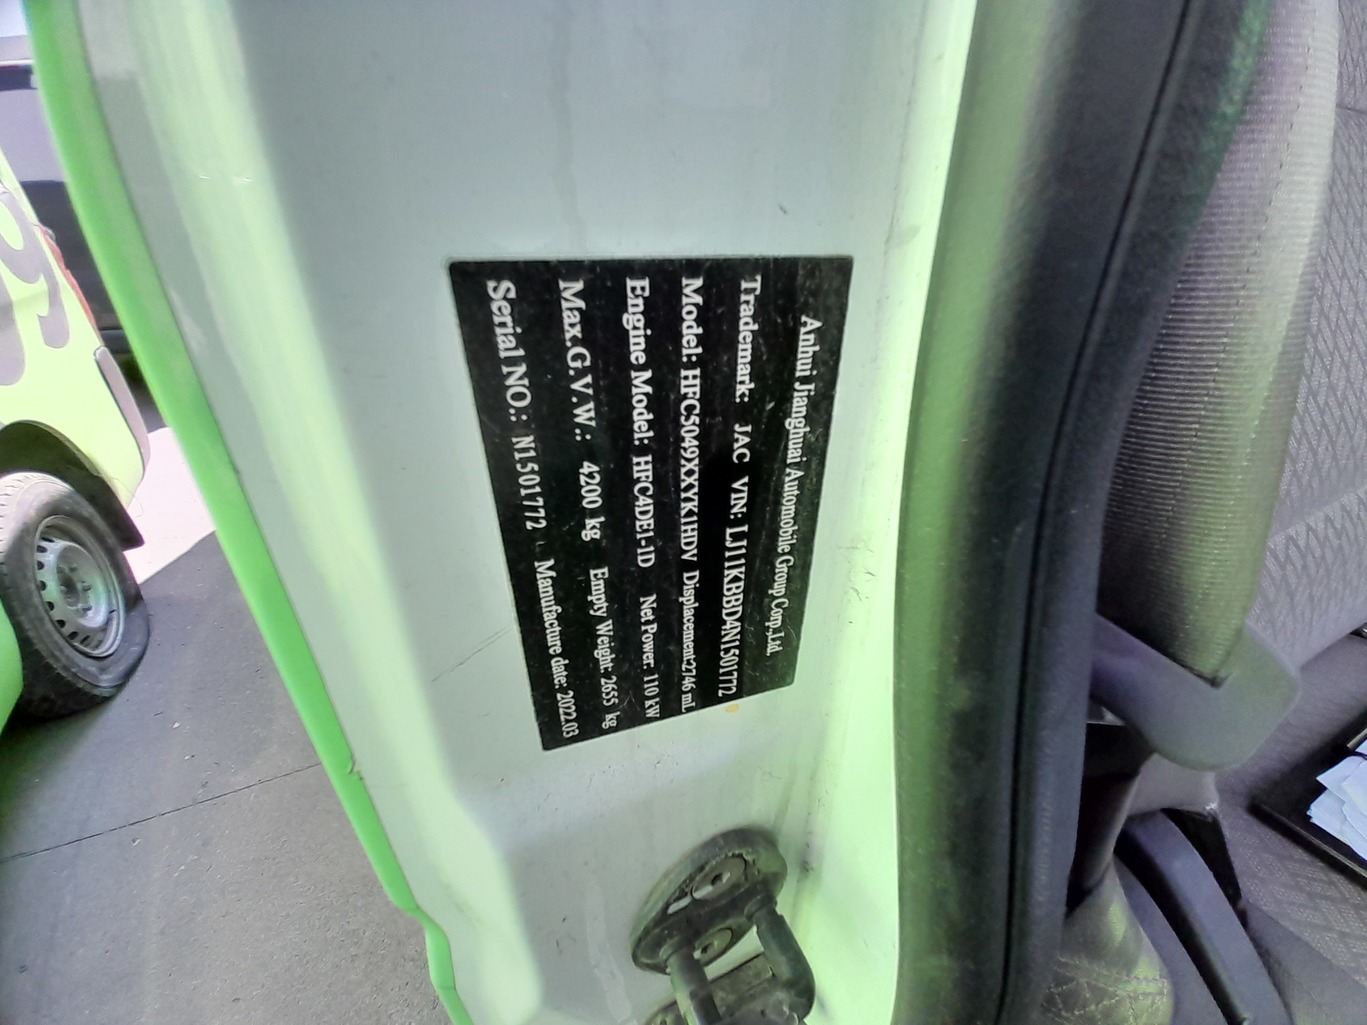 Anhui Jianghuai Automobile Group Corp.,Ltd.
Trademark: JAC VIN: LJ11KBBD4N1501772
Model: HFC5049XXYK1HDV Displacement:2746 mL
Engine Model: HFC4DE1-1D Net Power: 110 kW
Max.G.V.W.: 4200 kg Empty Weight: 2655 kg
Serial NO.: N1501772 Manufacture date: 2022.03